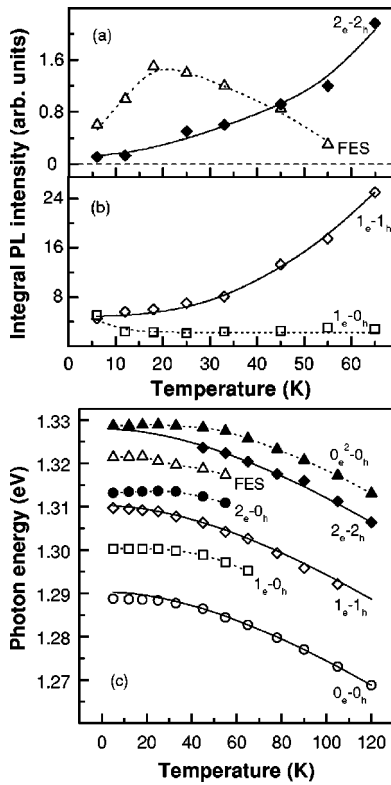 (a)
2e-2h
1.6
0.8
0
FES
Integral PL intensity (arb. units)
(b)
24
16
8
1e-1h
1e-0h
0 10 20 30 40 50 60
Temperature (K)
1.33
1.32
1.31
1.30
1.29
1.28
1.27
Photon energy (eV)
0e²-0h
FES
2e-2h
2e-0h
1e-1h
1e-0h
(c)
0e-0h
0 20 40 60 80 100 120
Temperature (K)